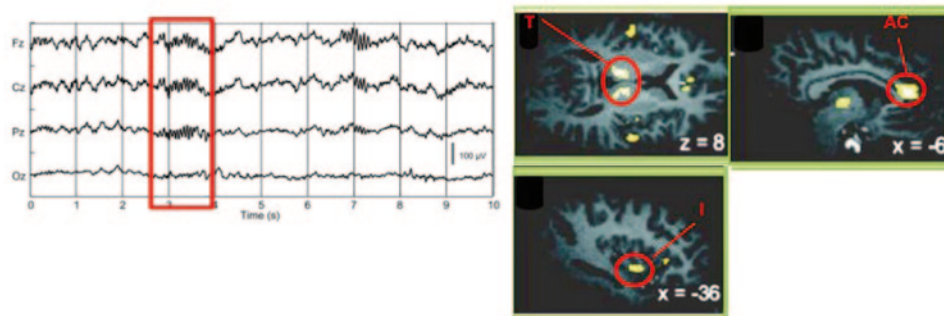 Fz
Cz
Pz
Oz
100 μV
0 1 2 3 4 5 6 7 8 9 10
Time (s)
T
z = 8
AC
x = -6
I
x = -36